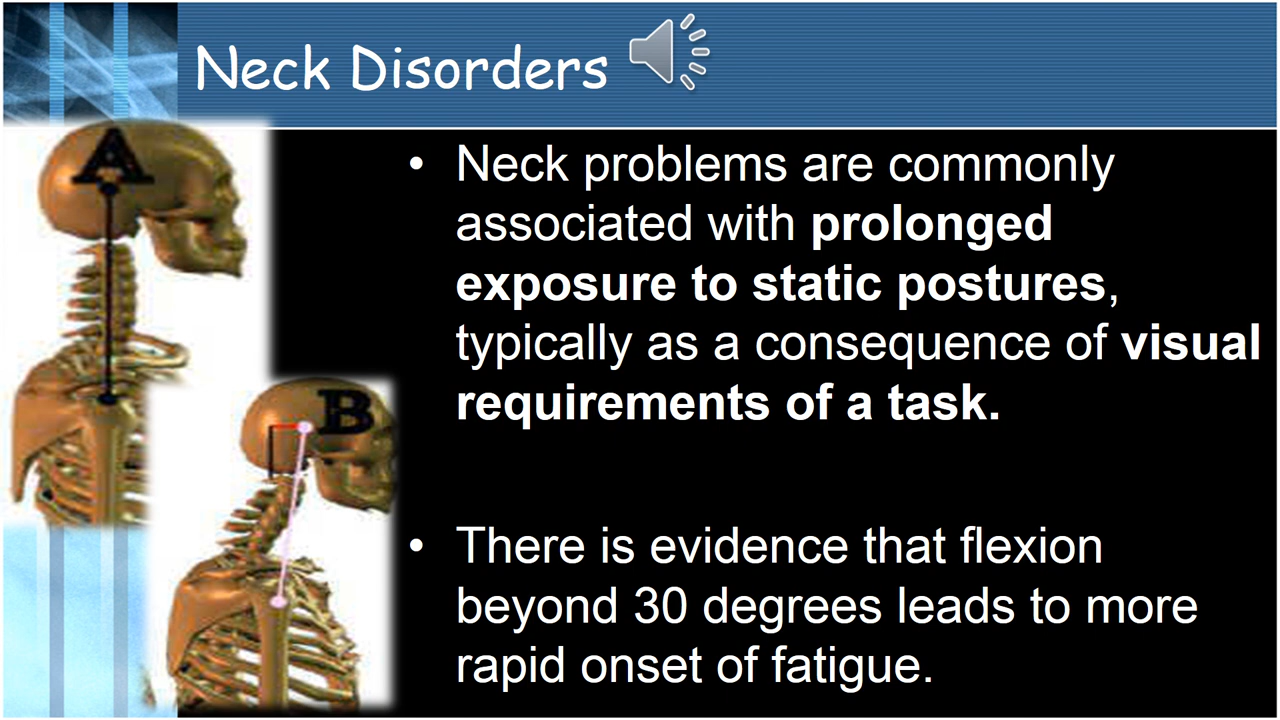 Neck Disorders
A
B
• Neck problems are commonly
associated with prolonged
exposure to static postures,
typically as a consequence of visual
requirements of a task.
• There is evidence that flexion
beyond 30 degrees leads to more
rapid onset of fatigue.